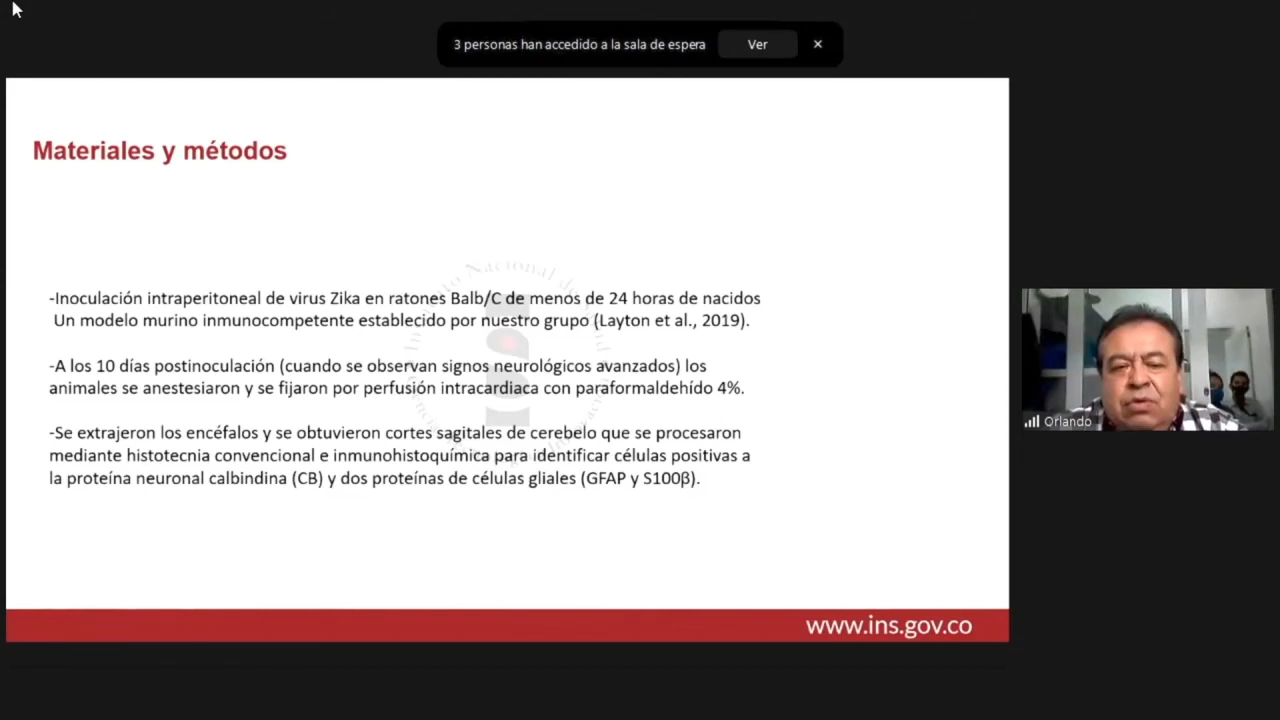 3 personas han accedido a la sala de espera
Ver
Materiales y métodos
-Inoculación intraperitoneal de virus Zika en ratones Balb/C de menos de 24 horas de nacidos
Un modelo murino inmunocompetente establecido por nuestro grupo (Layton et al., 2019).
-A los 10 días postinoculación (cuando se observan signos neurológicos avanzados) los
animales se anestesiaron y se fijaron por perfusión intracardiaca con paraformaldehído 4%.
-Se extrajeron los encéfalos y se obtuvieron cortes sagitales de cerebelo que se procesaron
mediante histotecnia convencional e inmunohistoquímica para identificar células positivas a
la proteína neuronal calbindina (CB) y dos proteínas de células gliales (GFAP y S100β).
Orlando
www.ins.gov.co